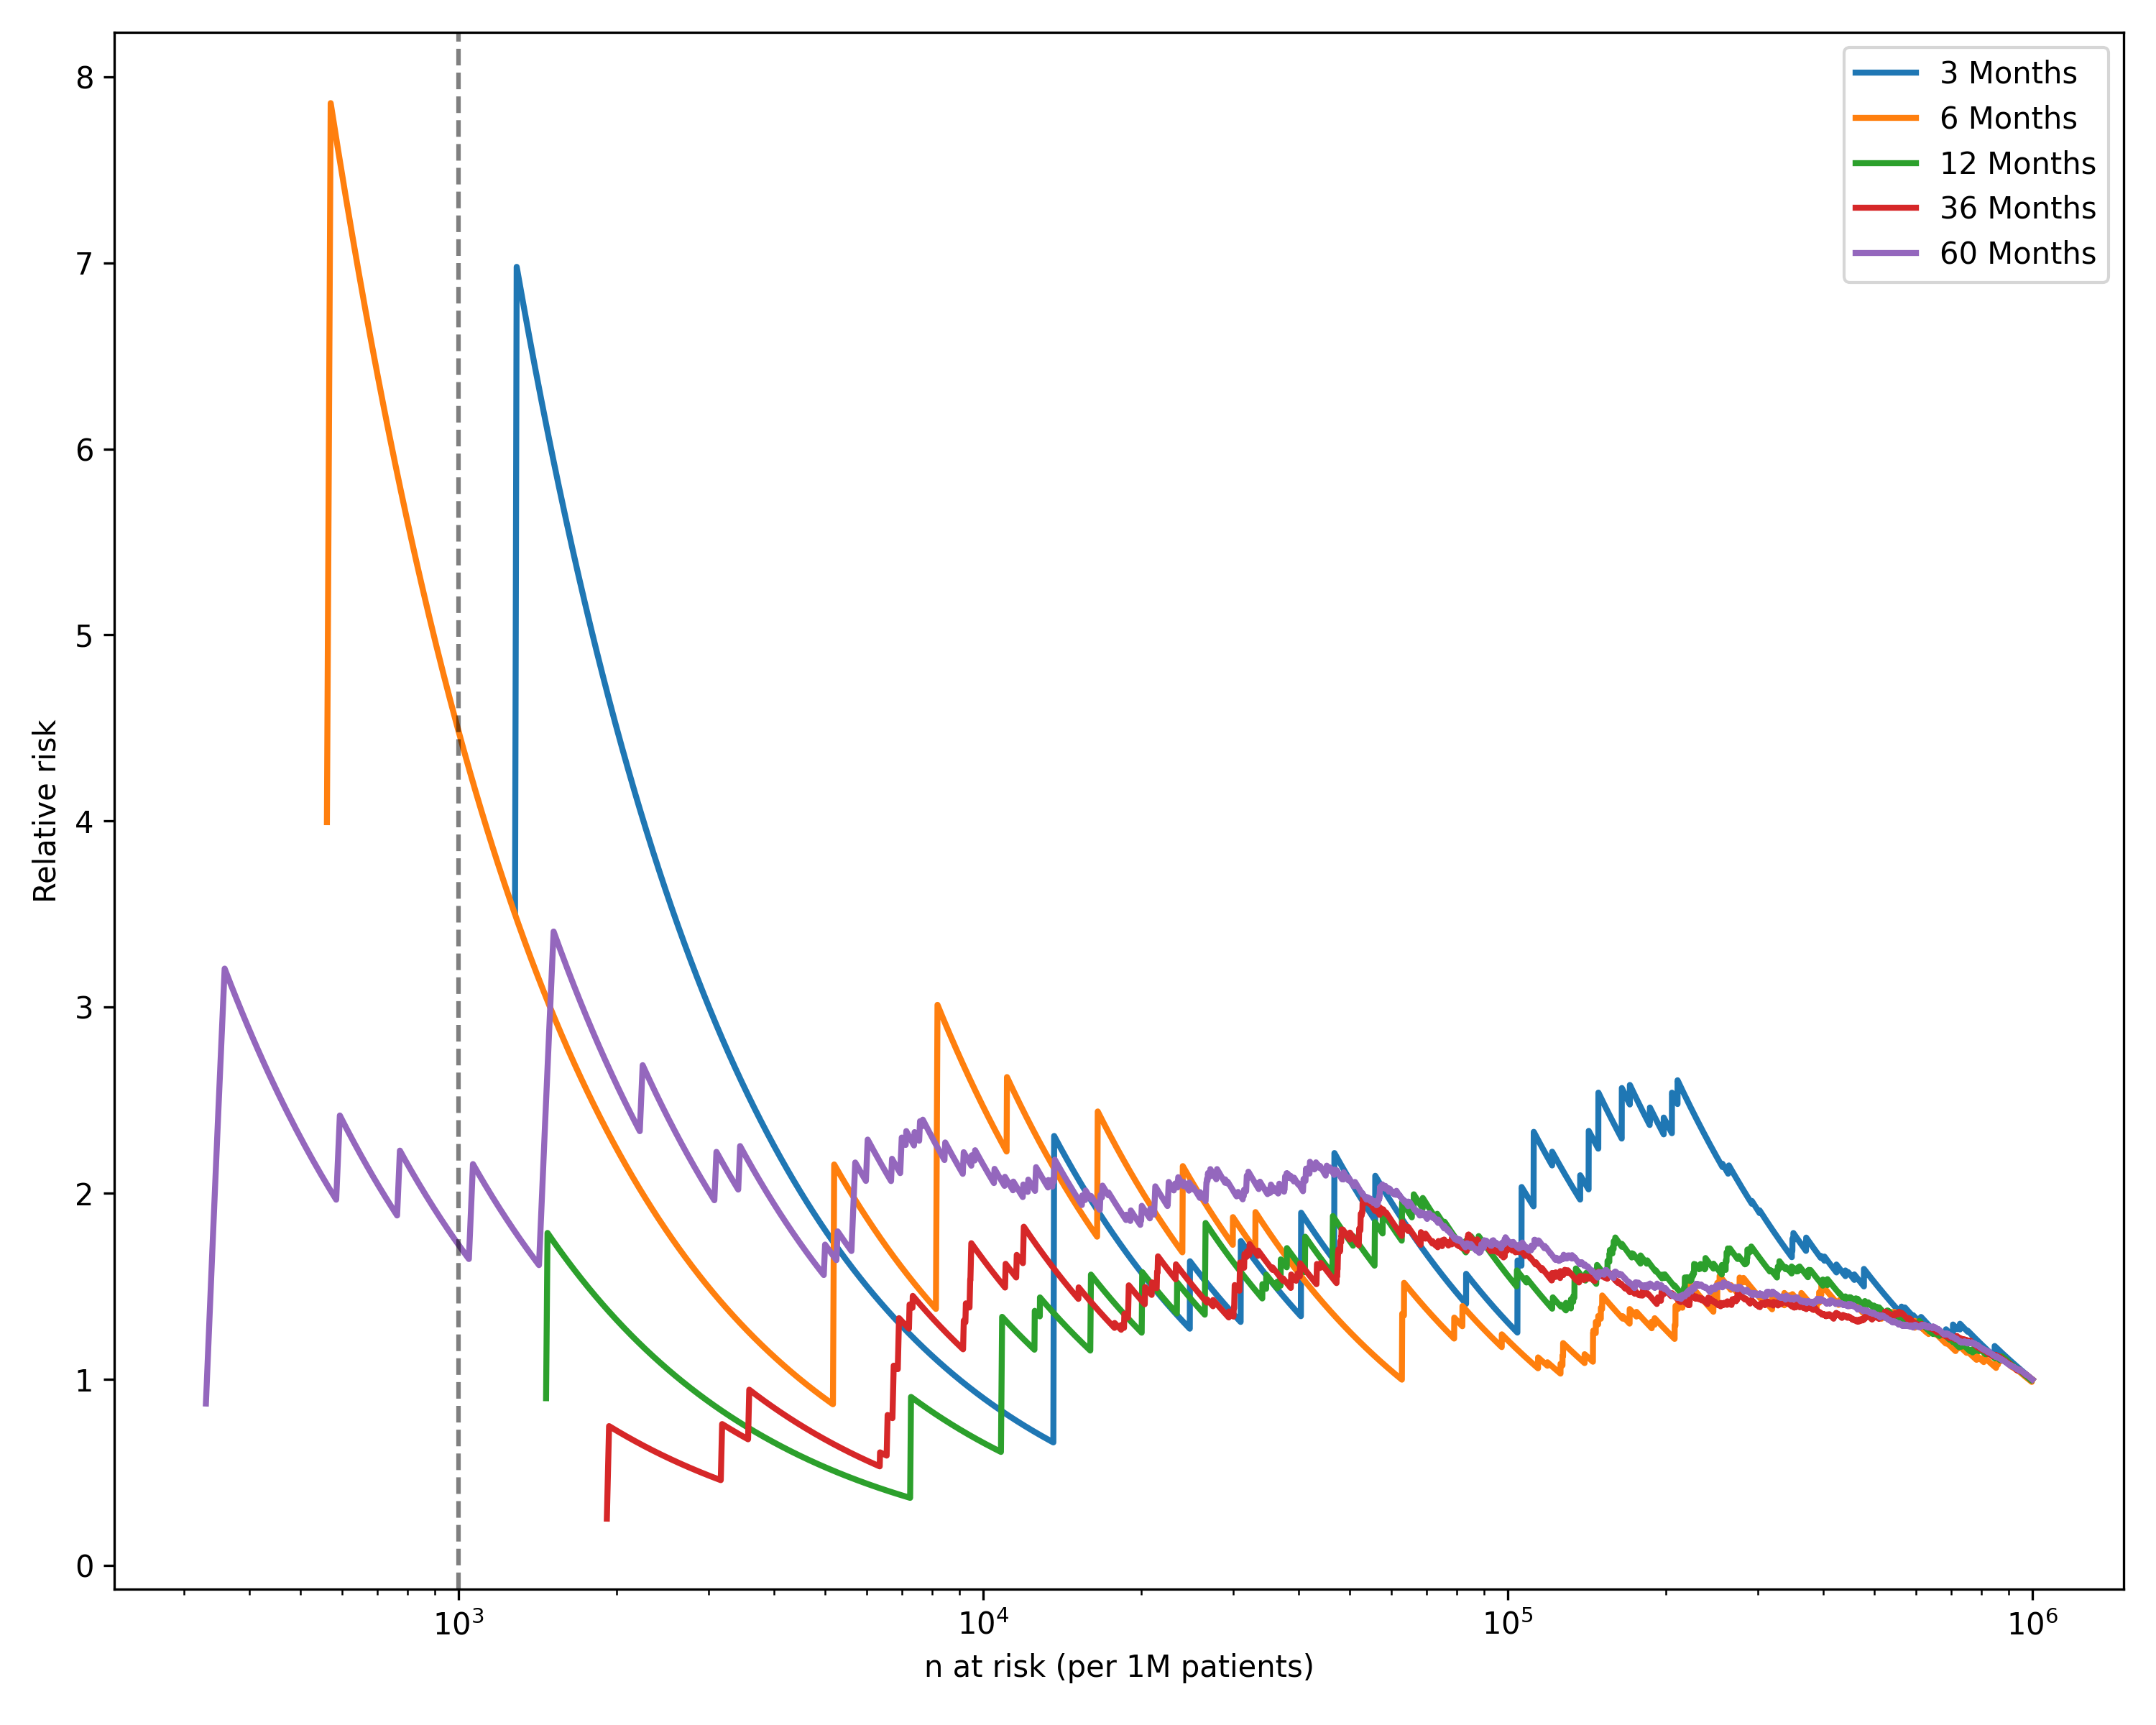 8
7
6
5
4
3
2
1
0
Relative risk
10³
10⁴
10⁵
10⁶
n at risk (per 1M patients)
3 Months
6 Months
12 Months
36 Months
60 Months